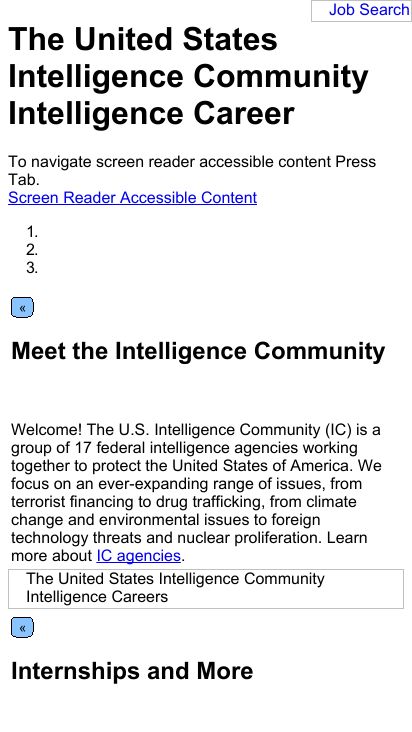 Job Search
The United States
Intelligence Community
Intelligence Career
To navigate screen reader accessible content Press
Tab.
Screen Reader Accessible Content
1.
2.
3.
«
Meet the Intelligence Community
Welcome! The U.S. Intelligence Community (IC) is a
group of 17 federal intelligence agencies working
together to protect the United States of America. We
focus on an ever-expanding range of issues, from
terrorist financing to drug trafficking, from climate
change and environmental issues to foreign
technology threats and nuclear proliferation. Learn
more about IC agencies.
The United States Intelligence Community
Intelligence Careers
«
Internships and More